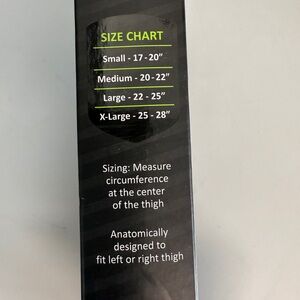 SIZE CHART
Small - 17 - 20"
Medium - 20 - 22"
Large - 22 - 25"
X-Large - 25 - 28"
Sizing: Measure
circumference
at the center
of the thigh
Anatomically
designed to
fit left or right thigh